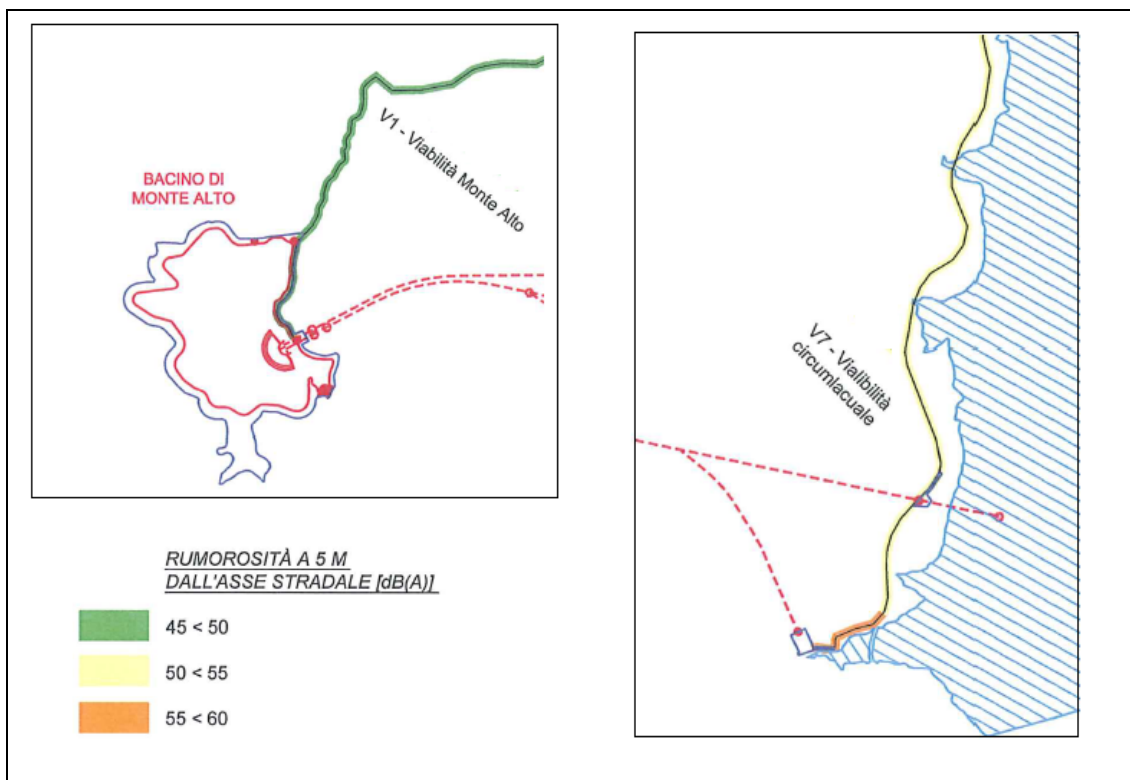 V1 - Viabilità Monte Alto
BACINO DI
MONTE ALTO
V7 - Vialibilità
circumlacuale
RUMOROSITÀ A 5 M
DALL'ASSE STRADALE [dB(A)]
45 < 50
50 < 55
55 < 60